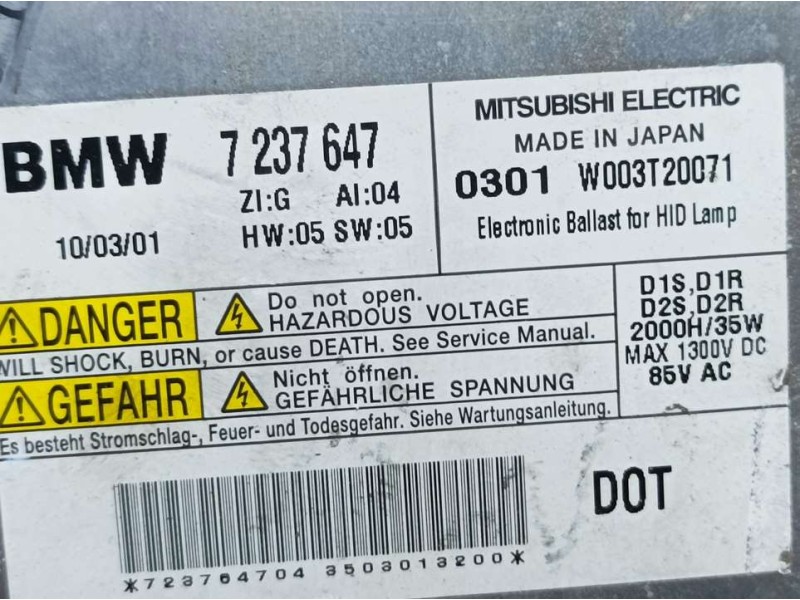 BMW 7 237 647
ZI:G AI:04
10/03/01 HW:05 SW:05
MITSUBISHI ELECTRIC
MADE IN JAPAN
0301 W003T20071
Electronic Ballast for HID Lamp
DANGER Do not open.
HAZARDOUS VOLTAGE
WILL SHOCK, BURN, or cause DEATH. See Service Manual.
GEFAHR Nicht öffnen.
GEFÄHRLICHE SPANNUNG
Es besteht Stromschlag-, Feuer- und Todesgefahr. Siehe Wartungsanleitung.
D1S,D1R
D2S,D2R
2000H/35W
MAX 1300V DC
85V AC
DOT
*723764704 3503013200*